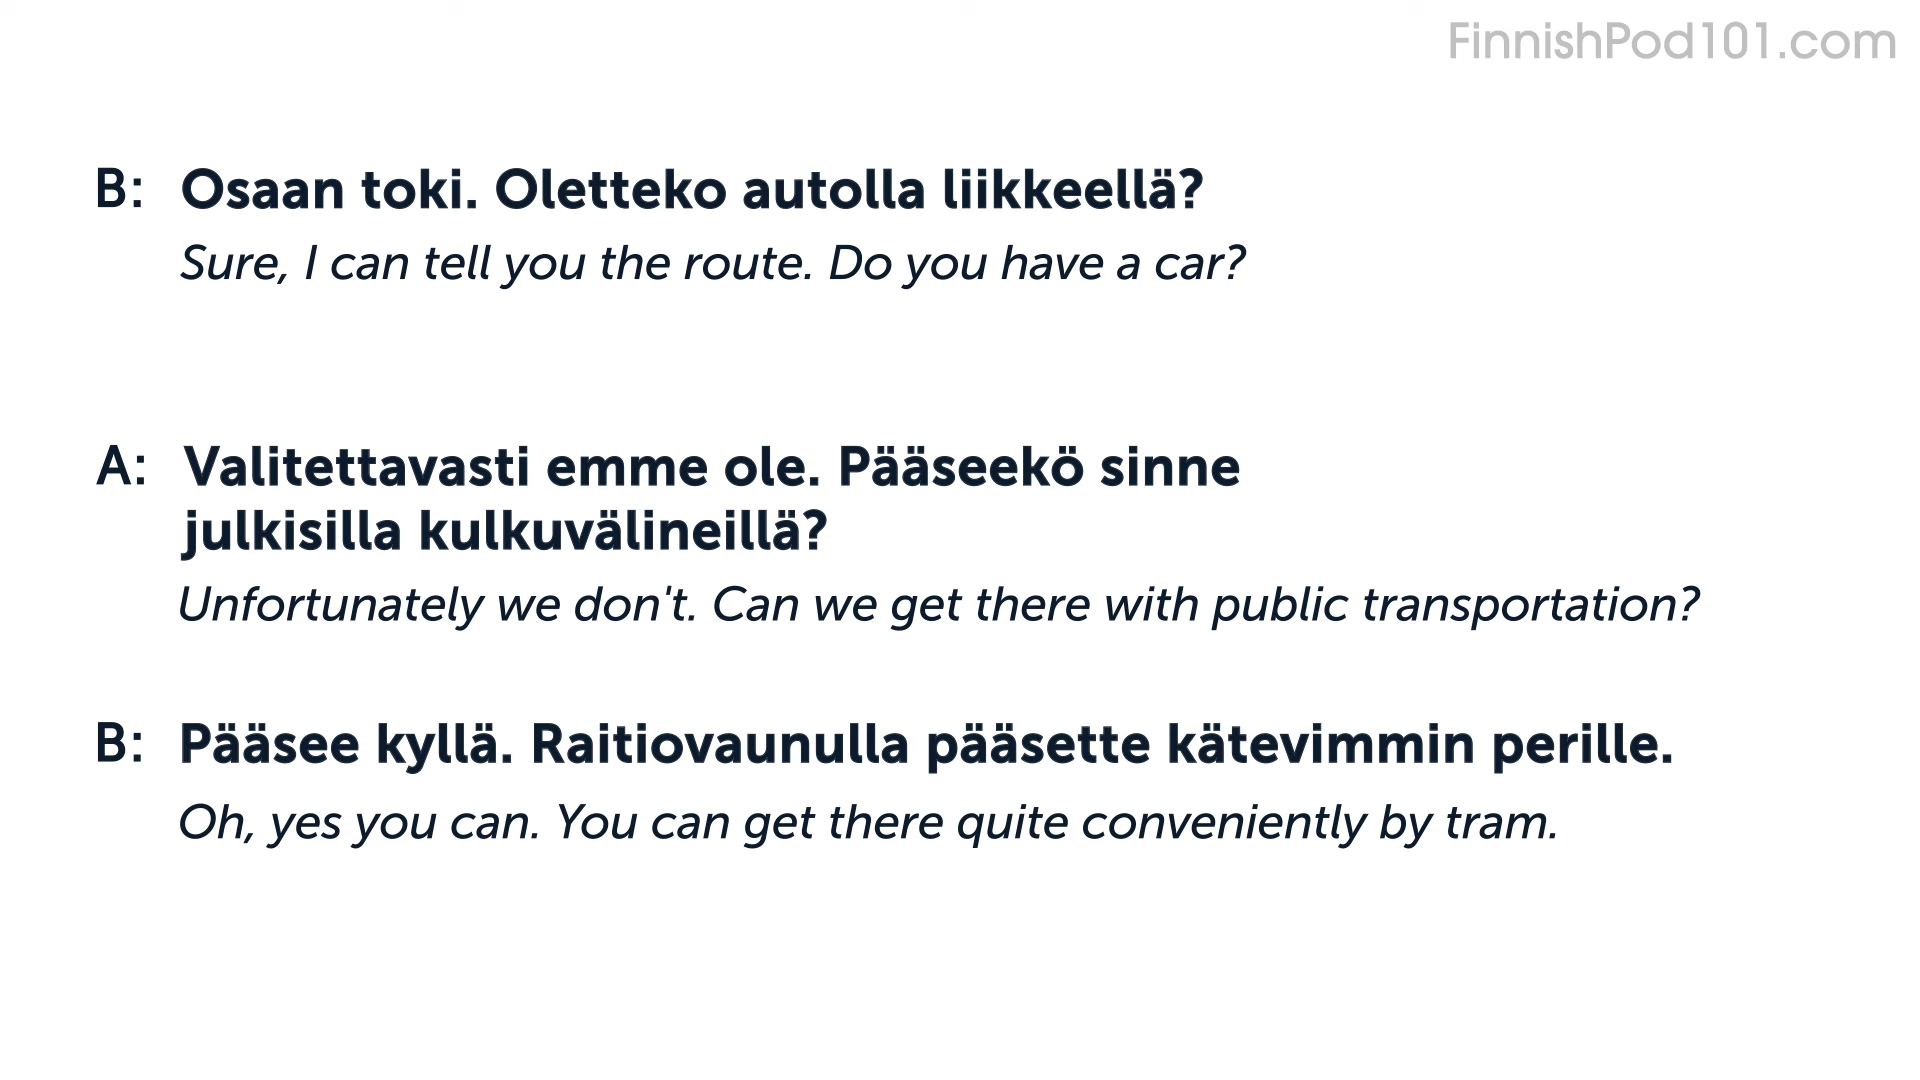 FinnishPod101.com
B: Osaan toki. Oletteko autolla liikkeellä?
Sure, I can tell you the route. Do you have a car?
A: Valitettavasti emme ole. Pääseekö sinne
julkisilla kulkuvälineillä?
Unfortunately we don't. Can we get there with public transportation?
B: Pääsee kyllä. Raitiovaunulla pääsette kätevimmin perille.
Oh, yes you can. You can get there quite conveniently by tram.